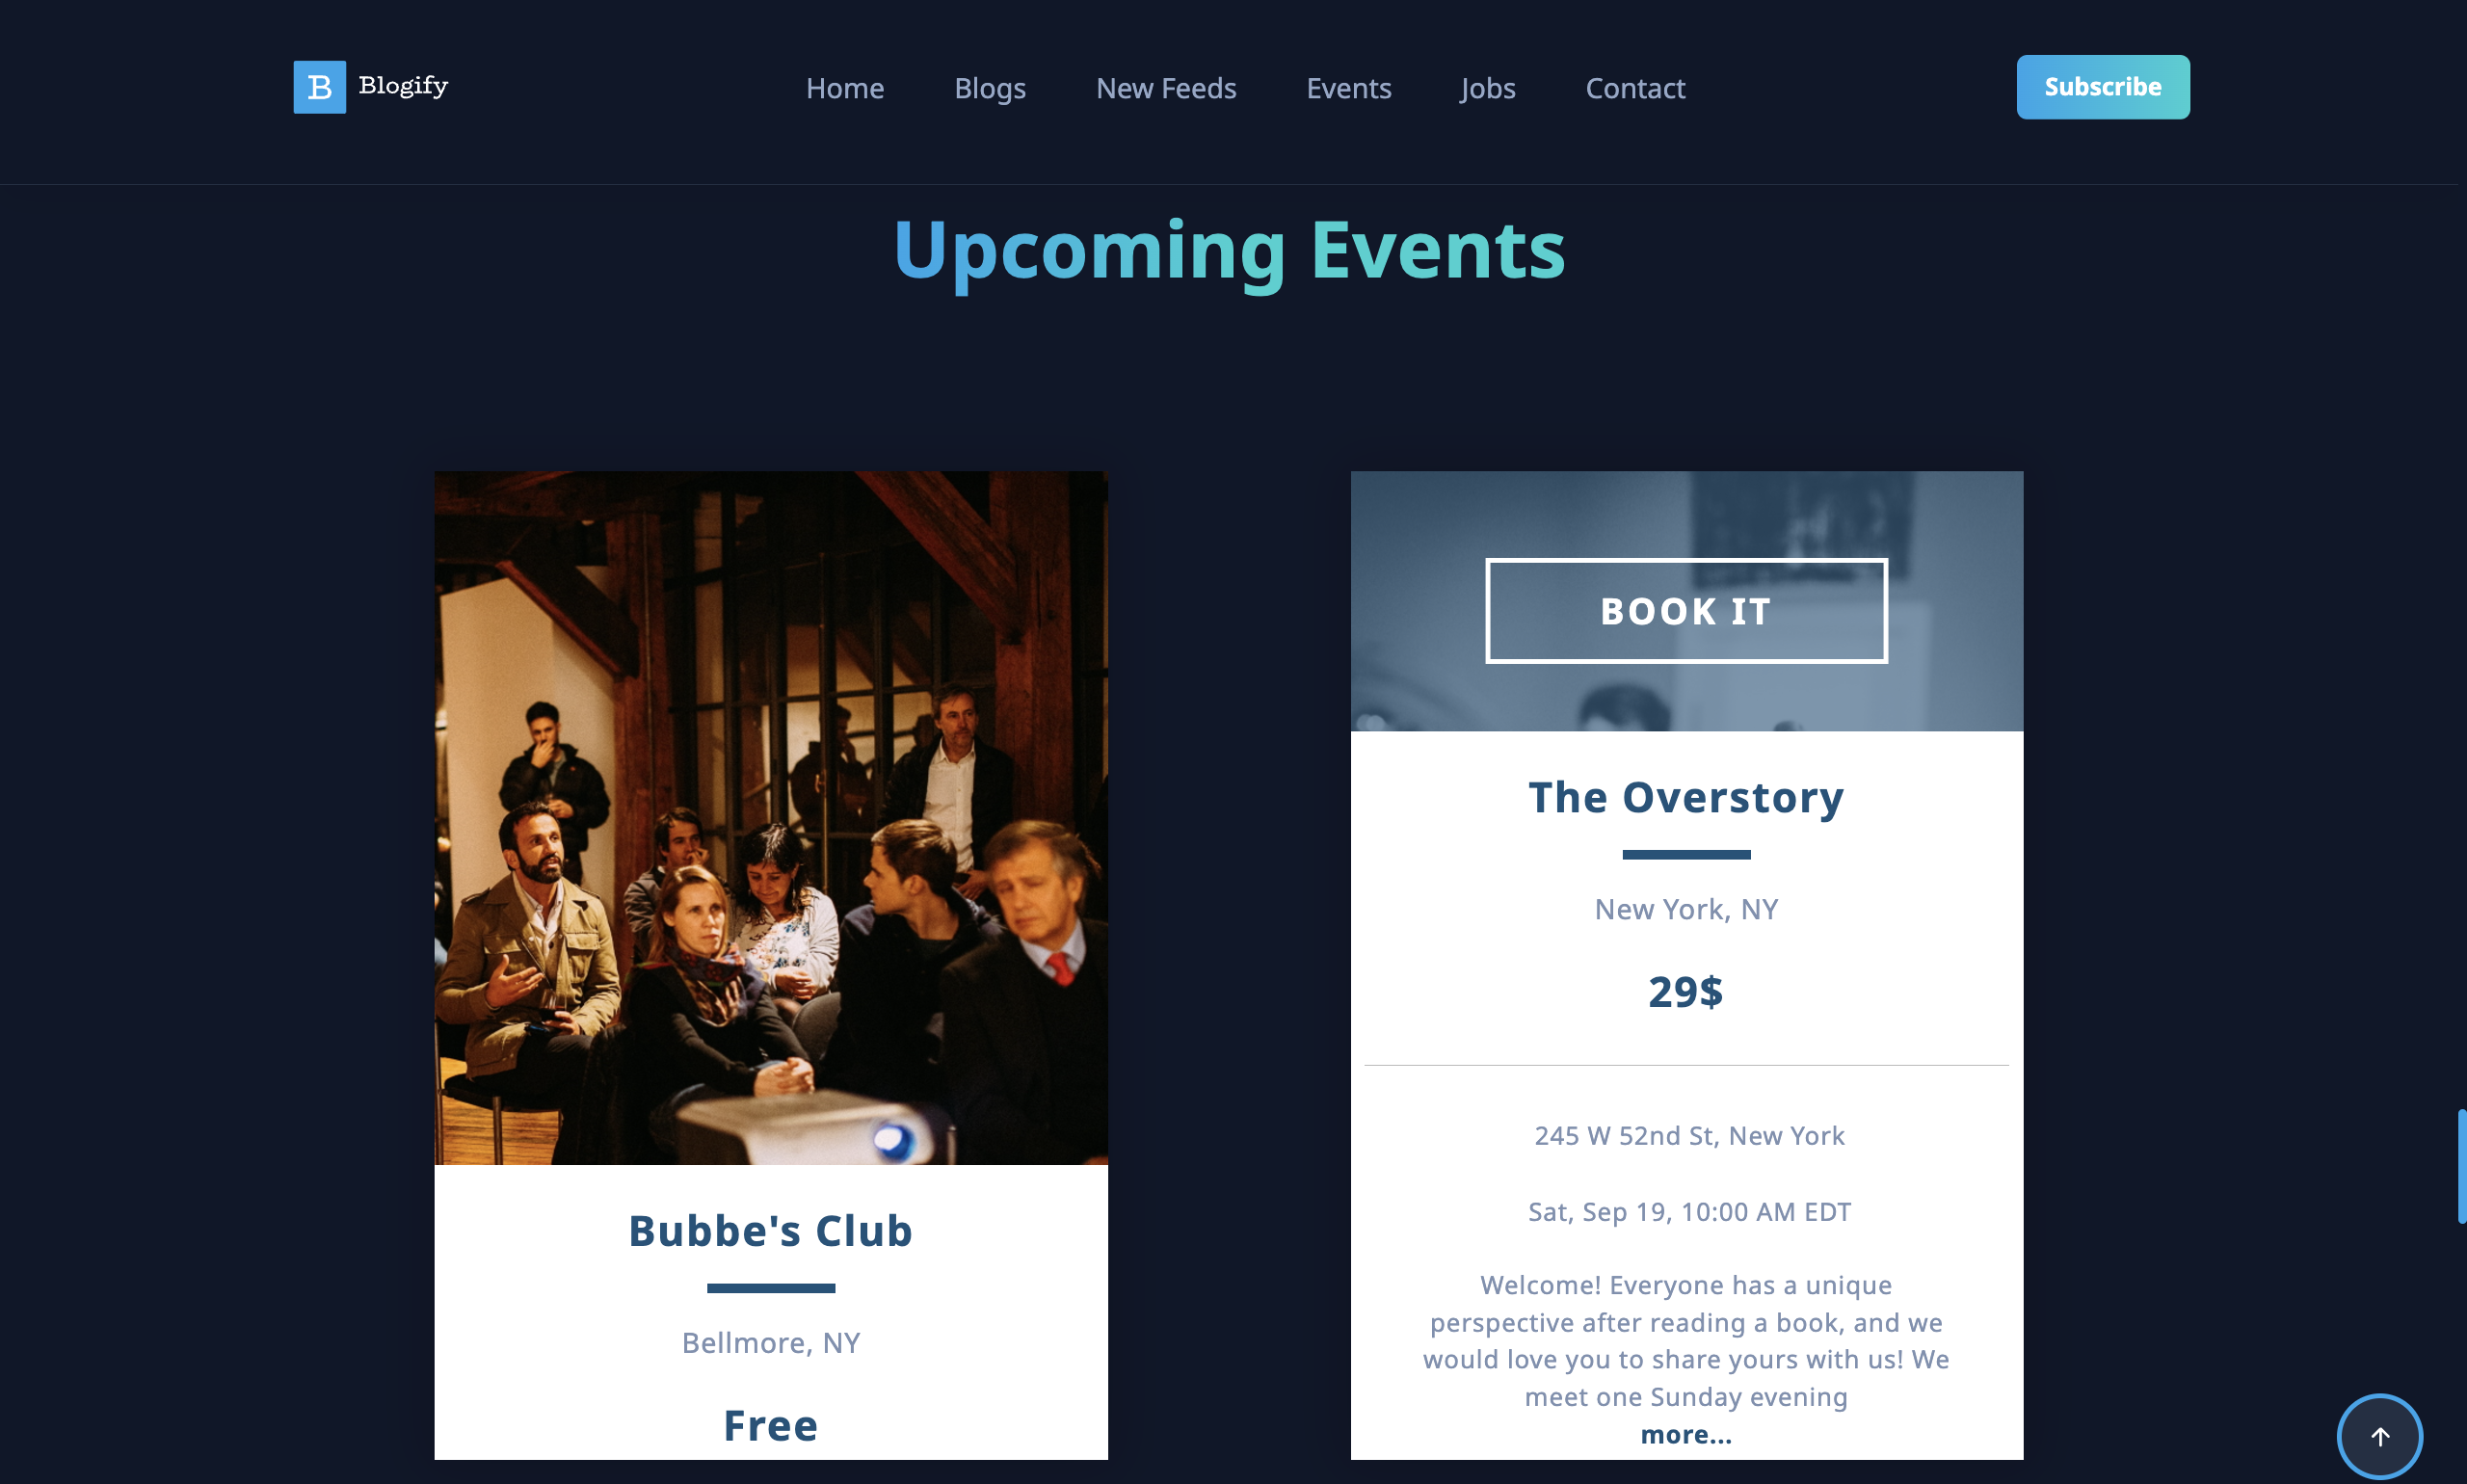 B Blogify
Home Blogs New Feeds Events Jobs Contact
Subscribe
Upcoming Events
Bubbe's Club
Bellmore, NY
Free
BOOK IT
The Overstory
New York, NY
29$
245 W 52nd St, New York
Sat, Sep 19, 10:00 AM EDT
Welcome! Everyone has a unique
perspective after reading a book, and we
would love you to share yours with us! We
meet one Sunday evening
more...